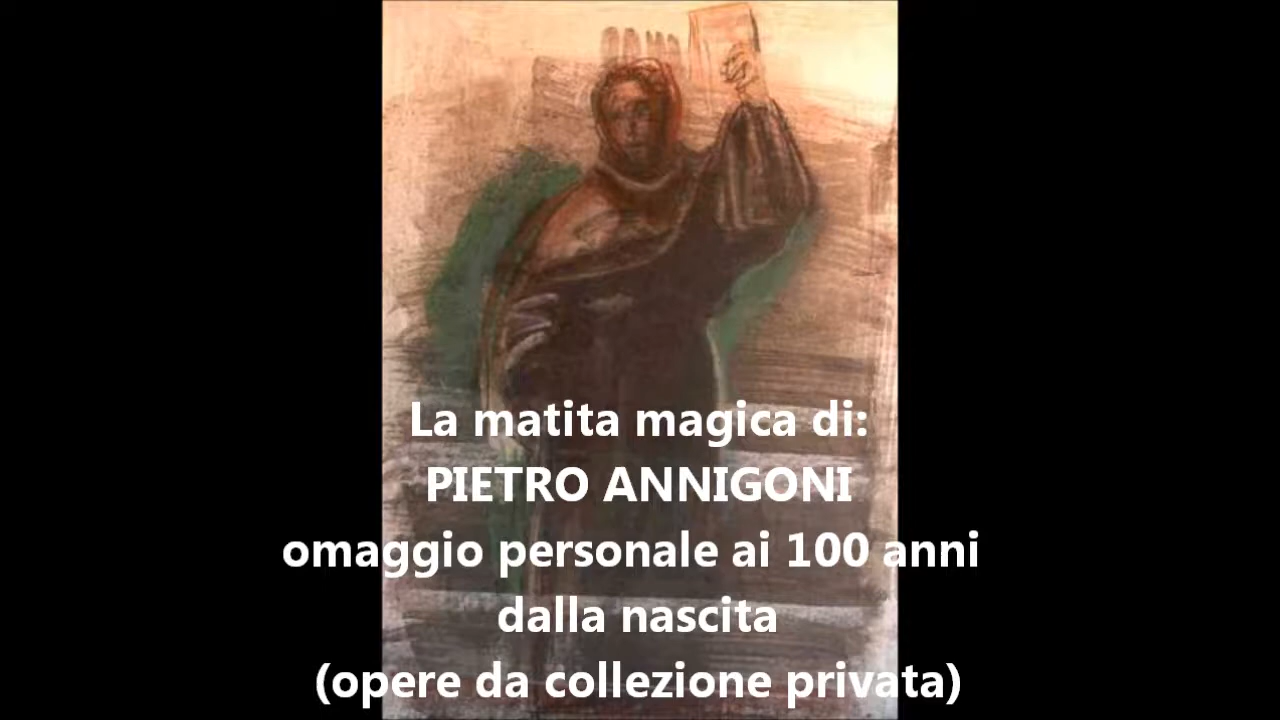 La matita magica di:
PIETRO ANNIGONI
omaggio personale ai 100 anni
dalla nascita
(opere da collezione privata)